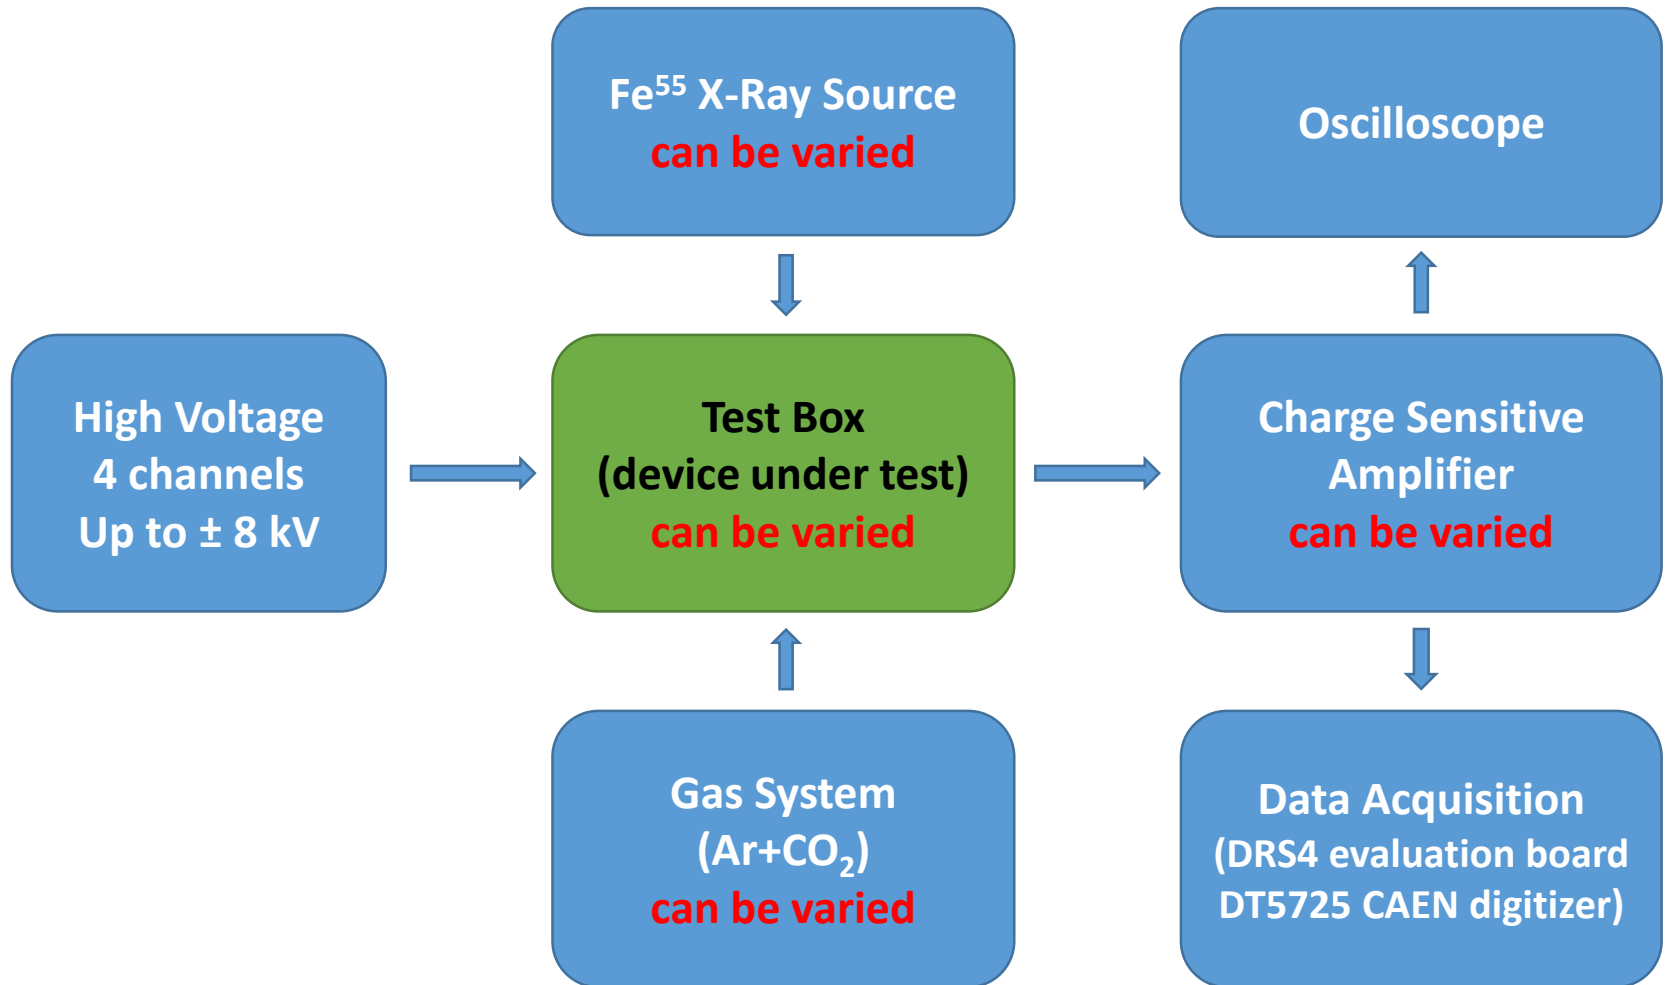 Fe⁵⁵ X-Ray Source
can be varied
Oscilloscope
High Voltage
4 channels
Up to ± 8 kV
Test Box
(device under test)
can be varied
Charge Sensitive
Amplifier
can be varied
Gas System
(Ar+CO₂)
can be varied
Data Acquisition
(DRS4 evaluation board
DT5725 CAEN digitizer)